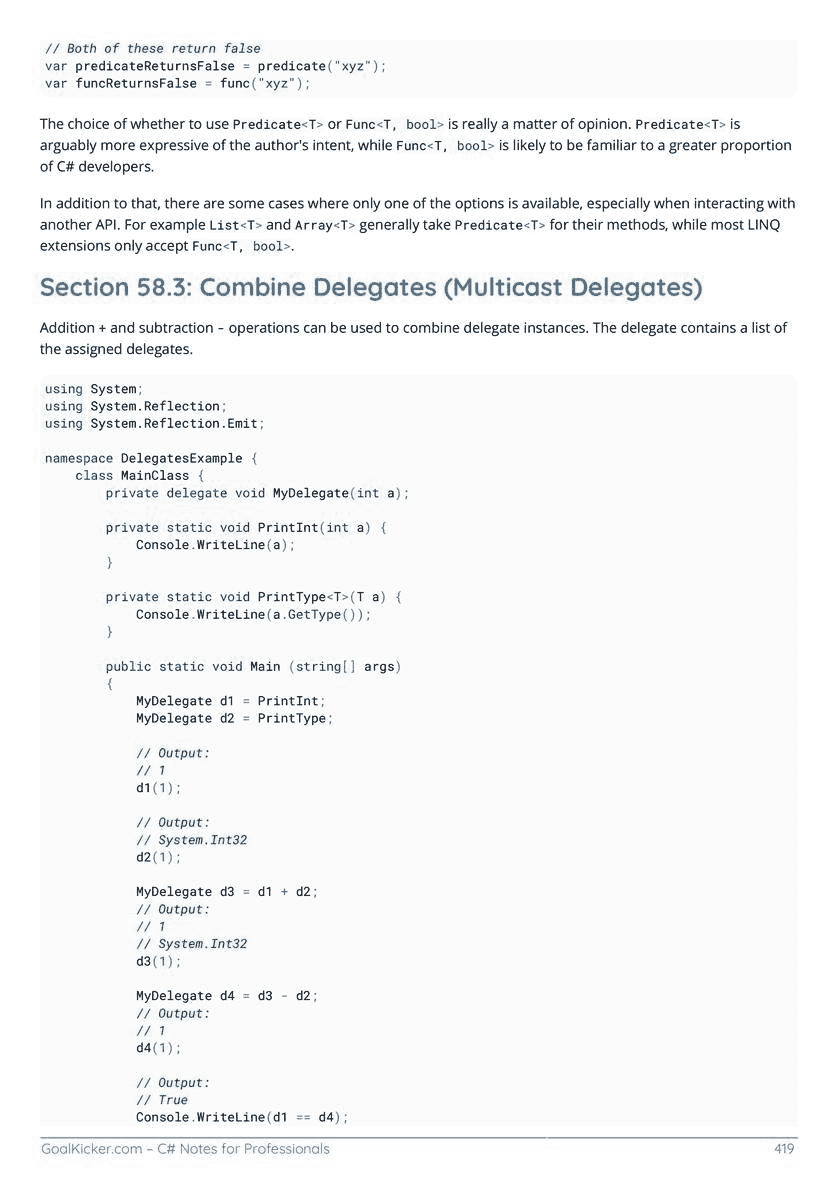 // Both of these return false
var predicateReturnsFalse = predicate("xyz");
var funcReturnsFalse = func("xyz");
The choice of whether to use Predicate<T> or Func<T, bool> is really a matter of opinion. Predicate<T> is
arguably more expressive of the author's intent, while Func<T, bool> is likely to be familiar to a greater proportion
of C# developers.
In addition to that, there are some cases where only one of the options is available, especially when interacting with
another API. For example List<T> and Array<T> generally take Predicate<T> for their methods, while most LINQ
extensions only accept Func<T, bool>.
Section 58.3: Combine Delegates (Multicast Delegates)
Addition + and subtraction - operations can be used to combine delegate instances. The delegate contains a list of
the assigned delegates.
using System;
using System.Reflection;
using System.Reflection.Emit;
namespace DelegatesExample {
    class MainClass {
        private delegate void MyDelegate(int a);
        private static void PrintInt(int a) {
            Console.WriteLine(a);
        }
        private static void PrintType<T>(T a) {
            Console.WriteLine(a.GetType());
        }
        public static void Main (string[] args)
        {
            MyDelegate d1 = PrintInt;
            MyDelegate d2 = PrintType;
            // Output:
            // 1
            d1(1);
            // Output:
            // System.Int32
            d2(1);
            MyDelegate d3 = d1 + d2;
            // Output:
            // 1
            // System.Int32
            d3(1);
            MyDelegate d4 = d3 - d2;
            // Output:
            // 1
            d4(1);
            // Output:
            // True
            Console.WriteLine(d1 == d4);
GoalKicker.com – C# Notes for Professionals 419